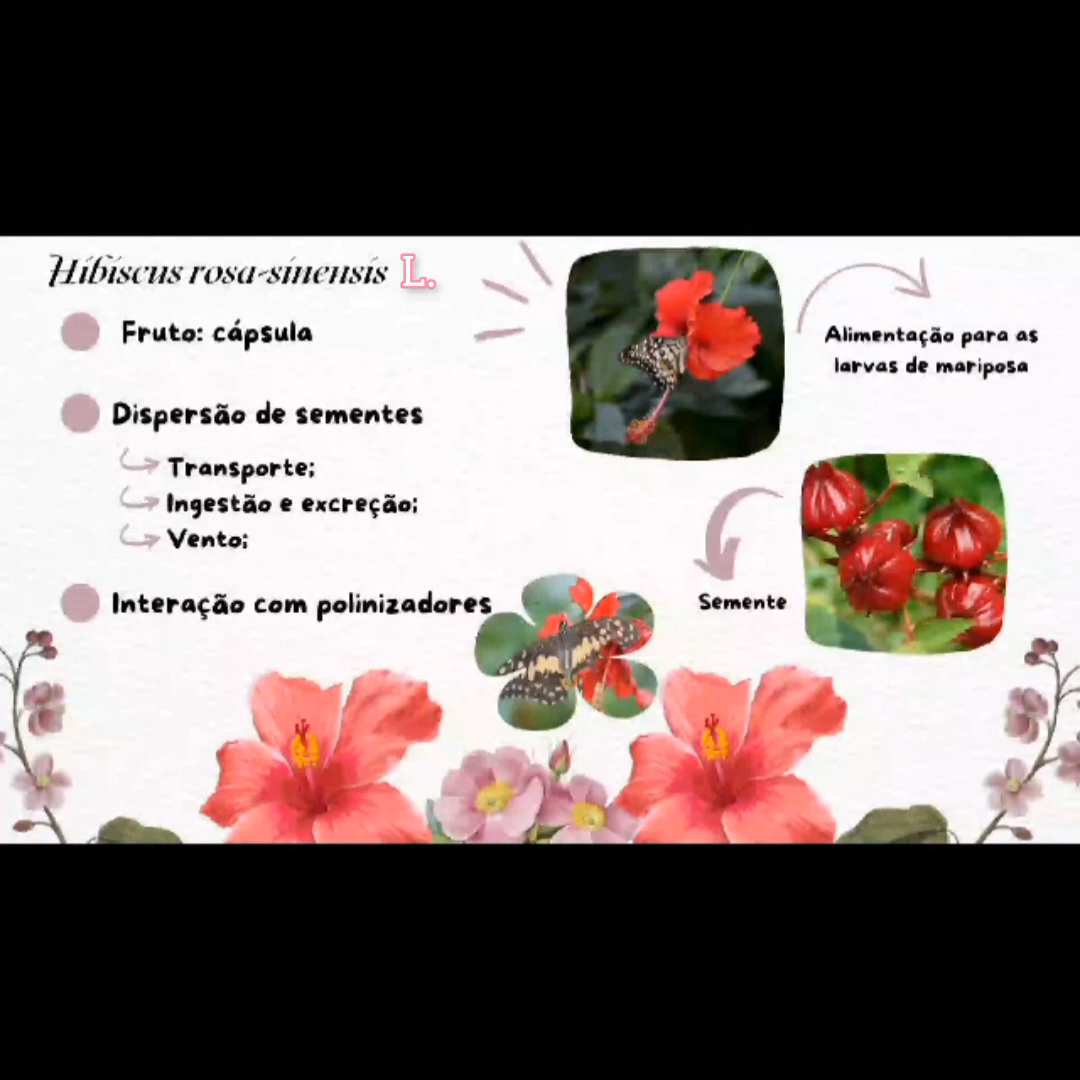 Hibiscus rosa-sinensis L.
Fruto: cápsula
Dispersão de sementes
Transporte;
Ingestão e excreção;
Vento;
Interação com polinizadores
Alimentação para as
larvas de mariposa
Semente